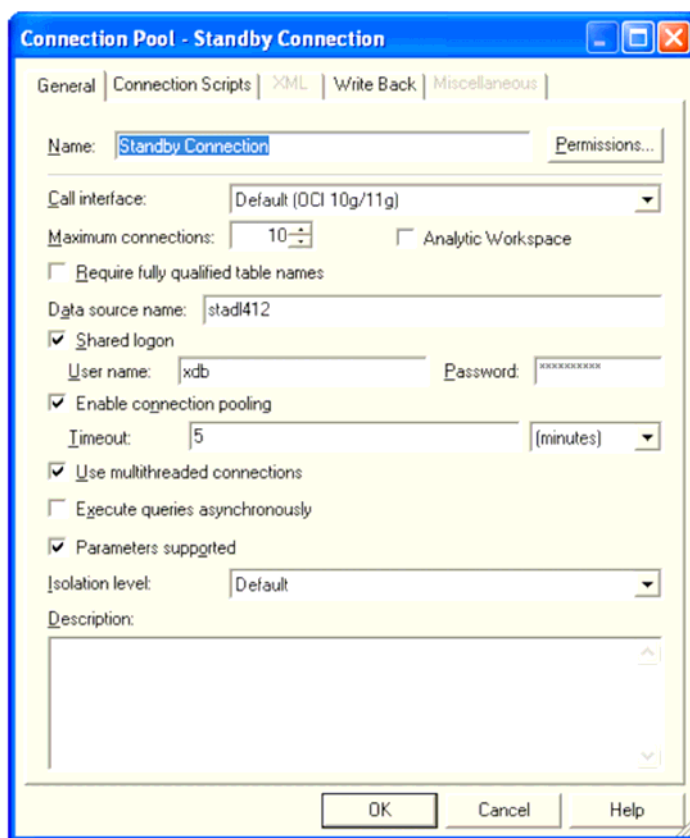 Connection Pool - Standby Connection
General Connection Scripts XML Write Back Miscellaneous
Name: Standby Connection Permissions...
Call interface: Default (OCI 10g/11g)
Maximum connections: 10 Analytic Workspace
Require fully qualified table names
Data source name: stadl412
Shared logon
User name: xdb Password: ××××××××××
Enable connection pooling
Timeout: 5 (minutes)
Use multithreaded connections
Execute queries asynchronously
Parameters supported
Isolation level: Default
Description:
OK Cancel Help